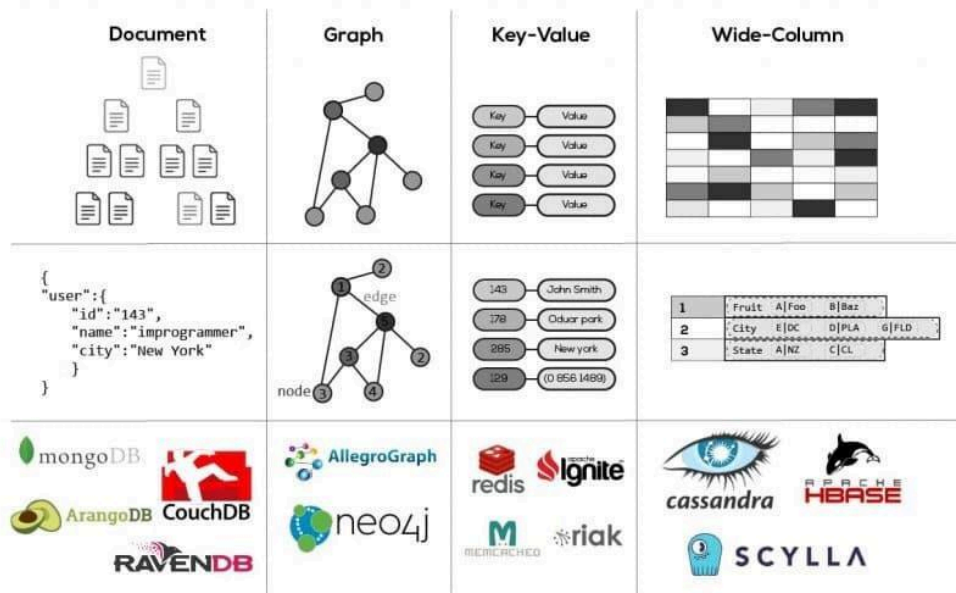 Document
Graph
Key-Value
Wide-Column
Key Value
Key Value
Key Value
Key Value
{
"user":{
"id":"143",
"name":"improgrammer",
"city":"New York"
}
}
2
1
edge
5
3
2
node 3
4
143 John Smith
178 Oduar park
285 New york
129 (0 856 1489)
1 Fruit A|Foo B|Baz
2 City E|DC D|PLA G|FLD
3 State A|NZ C|CL
mongoDB
ArangoDB
CouchDB
RAVENDB
AllegroGraph
neo4j
redis
apache
Ignite™
MEMCACHED
riak
cassandra
APACHE
HBASE
SCYLLA